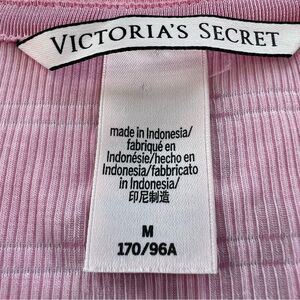 VICTORIA'S SECRET
made in Indonesia/
fabriqué en
Indonésie/hecho en
Indonesia/fabbricato
in Indonesia/
印尼制造
M
170/96A